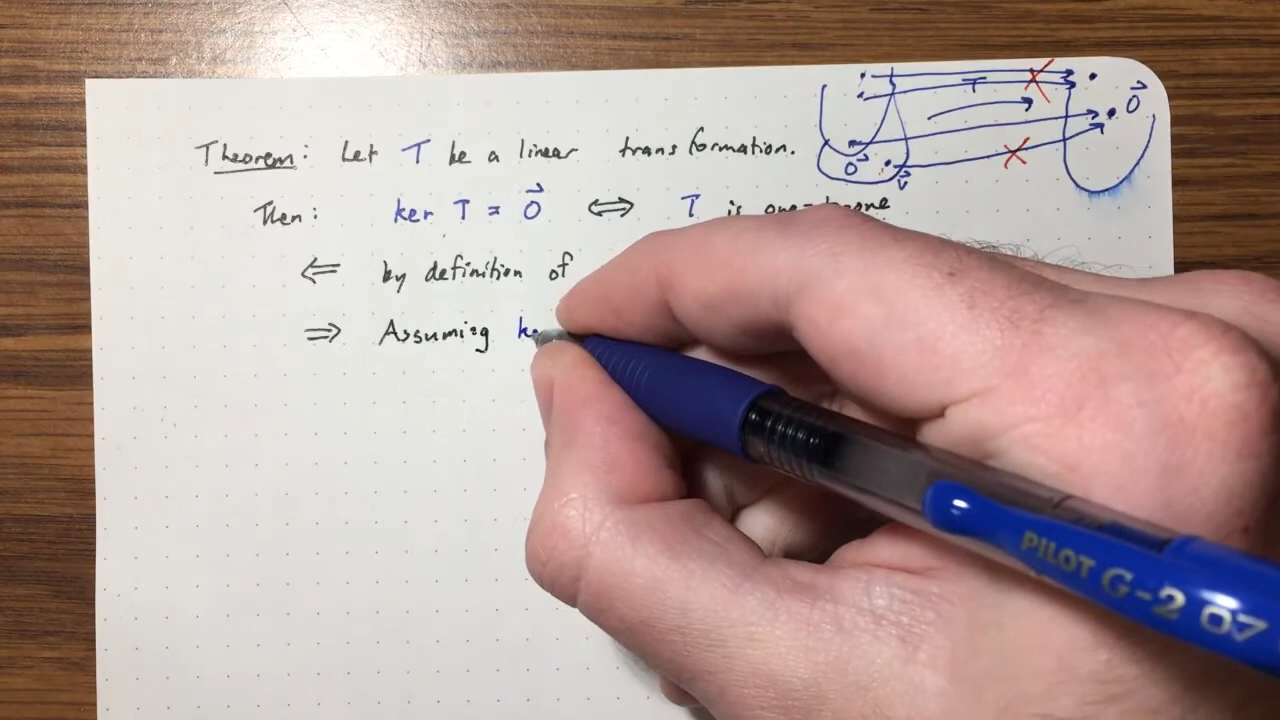 Theorem: Let T be a linear transformation.
Then: ker T = 0⃗ ⟺ T is one-to-one
⟸ by definition of
⟹ Assuming ke
T
0⃗
0⃗
v⃗
PILOT G-2 07